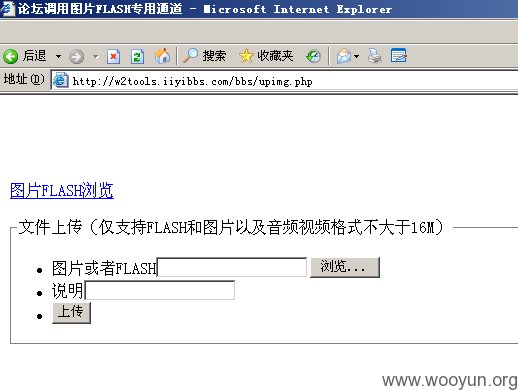 论坛调用图片FLASH专用通道 - Microsoft Internet Explorer
后退 搜索 收藏夹
地址(D) http://w2tools.iiyibbs.com/bbs/upimg.php
图片FLASH浏览
文件上传（仅支持FLASH和图片以及音频视频格式不大于16M）
图片或者FLASH 浏览...
说明
上传
www.wooyun.org